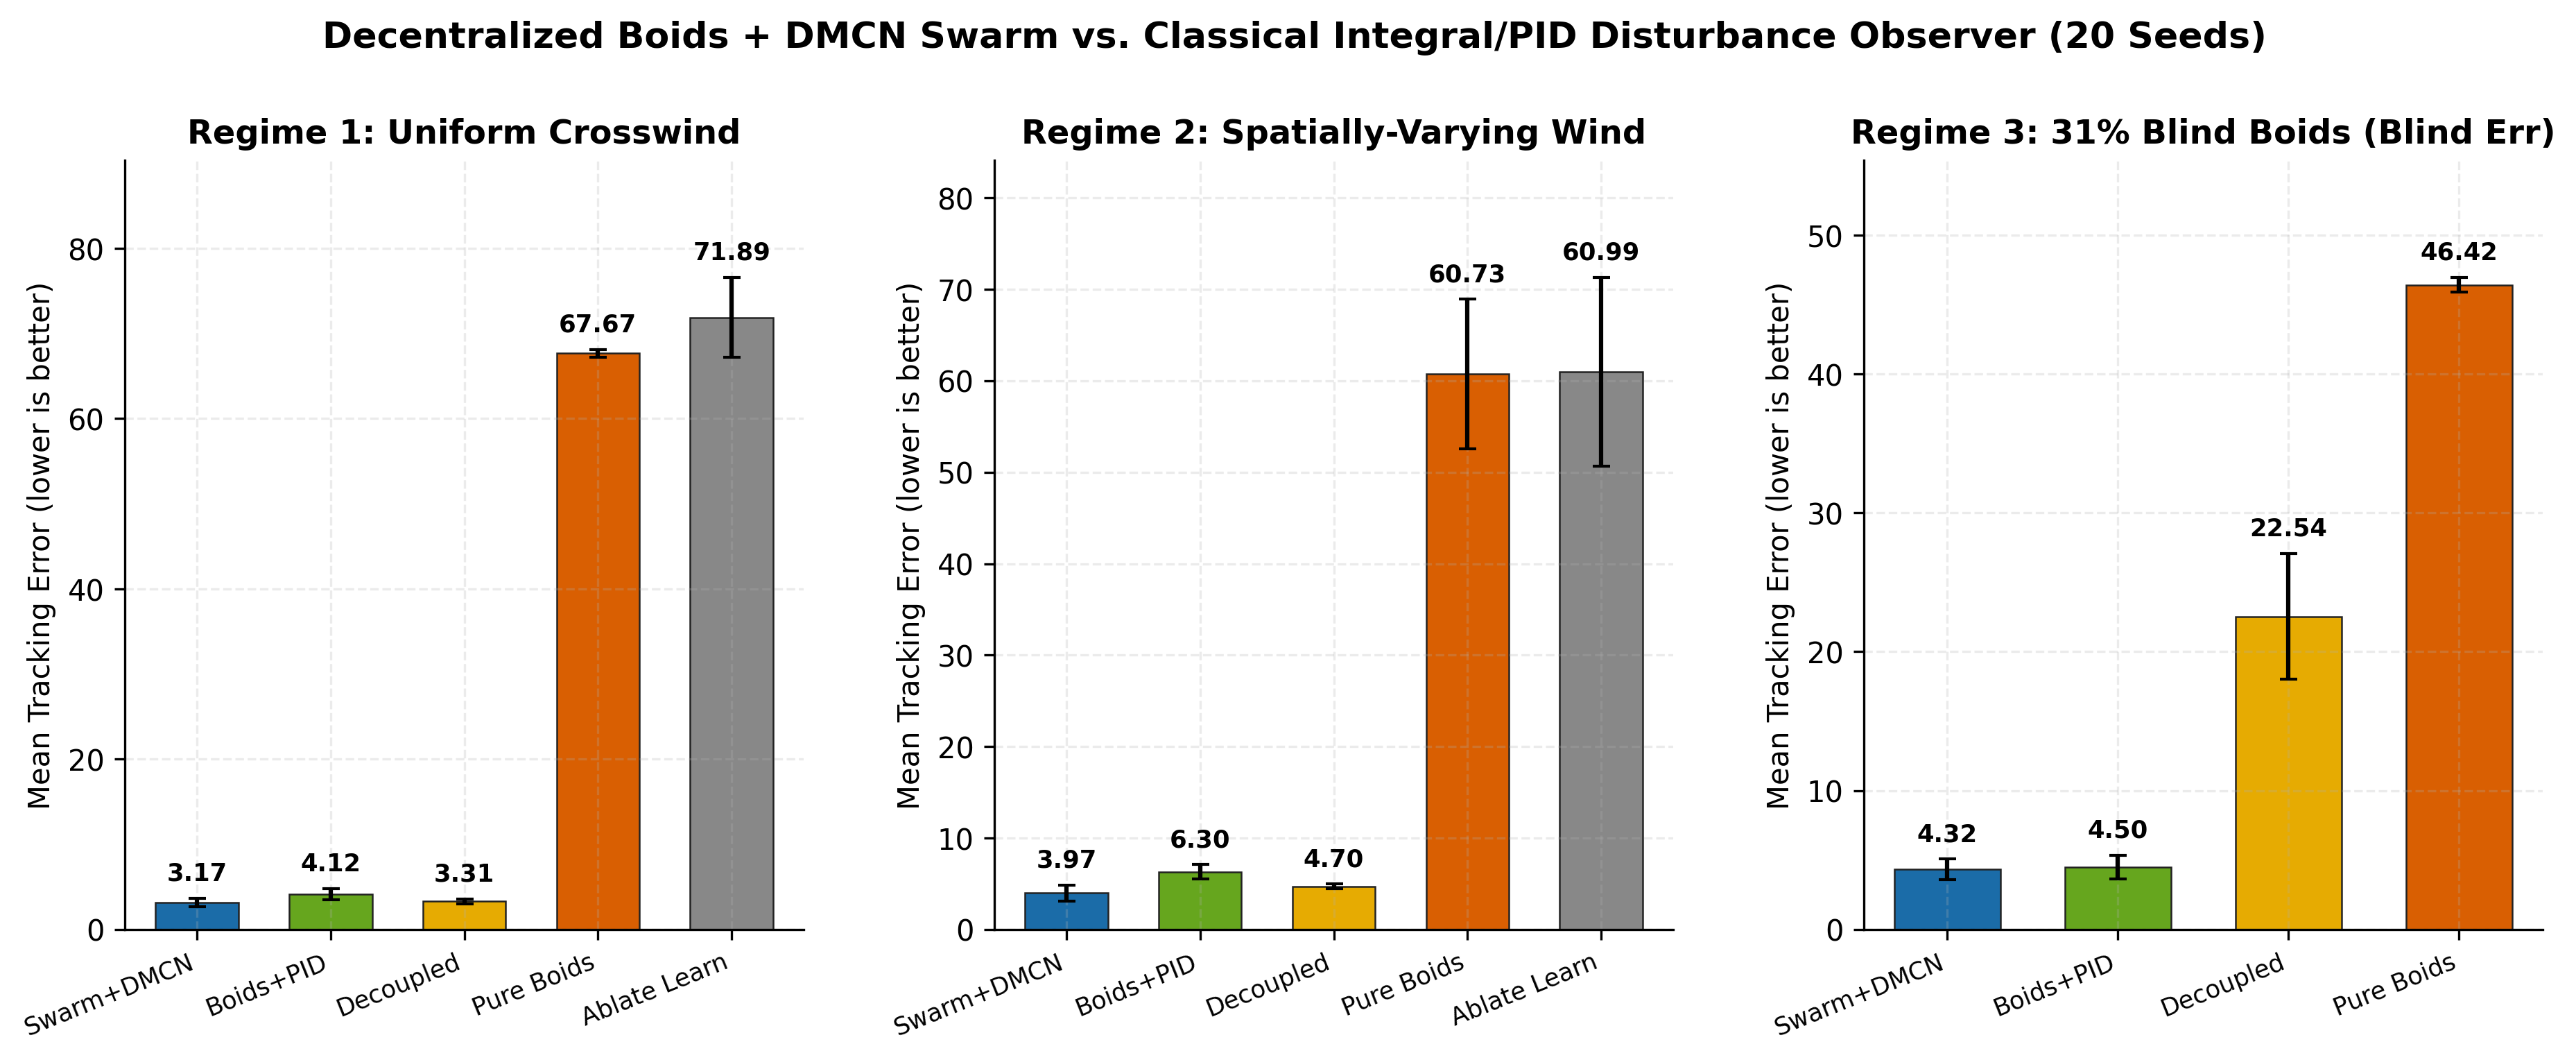 Decentralized Boids + DMCN Swarm vs. Classical Integral/PID Disturbance Observer (20 Seeds)
Regime 1: Uniform Crosswind
Mean Tracking Error (lower is better)
80
60
40
20
0
3.17
4.12
3.31
67.67
71.89
Swarm+DMCN
Boids+PID
Decoupled
Pure Boids
Ablate Learn
Regime 2: Spatially-Varying Wind
Mean Tracking Error (lower is better)
80
70
60
50
40
30
20
10
0
3.97
6.30
4.70
60.73
60.99
Swarm+DMCN
Boids+PID
Decoupled
Pure Boids
Ablate Learn
Regime 3: 31% Blind Boids (Blind Err)
Mean Tracking Error (lower is better)
50
40
30
20
10
0
4.32
4.50
22.54
46.42
Swarm+DMCN
Boids+PID
Decoupled
Pure Boids